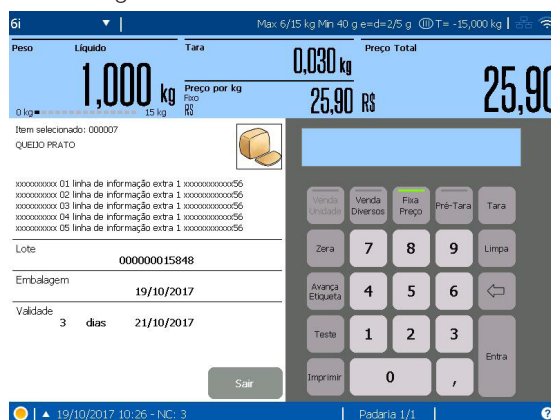 6i
Max 6/15 kg Min 40 g e=d=2/5 g III T= -15,000 kg
Peso Líquido
1,000 kg
0 kg 15 kg
Tara
0,030 kg
Preço por kg
Fixo
R$
25,90 R$
Preço Total
25,90
Item selecionado: 000007
QUEIJO PRATO
xxxxxxxxxx 01 linha de informação extra 1 xxxxxxxxxxx56
xxxxxxxxxx 02 linha de informação extra 1 xxxxxxxxxxx56
xxxxxxxxxx 03 linha de informação extra 1 xxxxxxxxxxx56
xxxxxxxxxx 04 linha de informação extra 1 xxxxxxxxxxx56
xxxxxxxxxx 05 linha de informação extra 1 xxxxxxxxxxx56
Lote
000000015848
Embalagem
19/10/2017
Validade
3 dias 21/10/2017
Sair
Venda Unidade
Venda Diversos
Fixa Preço
Pré-Tara
Tara
Zera 7 8 9 Limpa
Avança Etiqueta
4 5 6
Teste 1 2 3
Entra
Imprimir 0 ,
19/10/2017 10:26 - NC: 3
Padaria 1/1
?